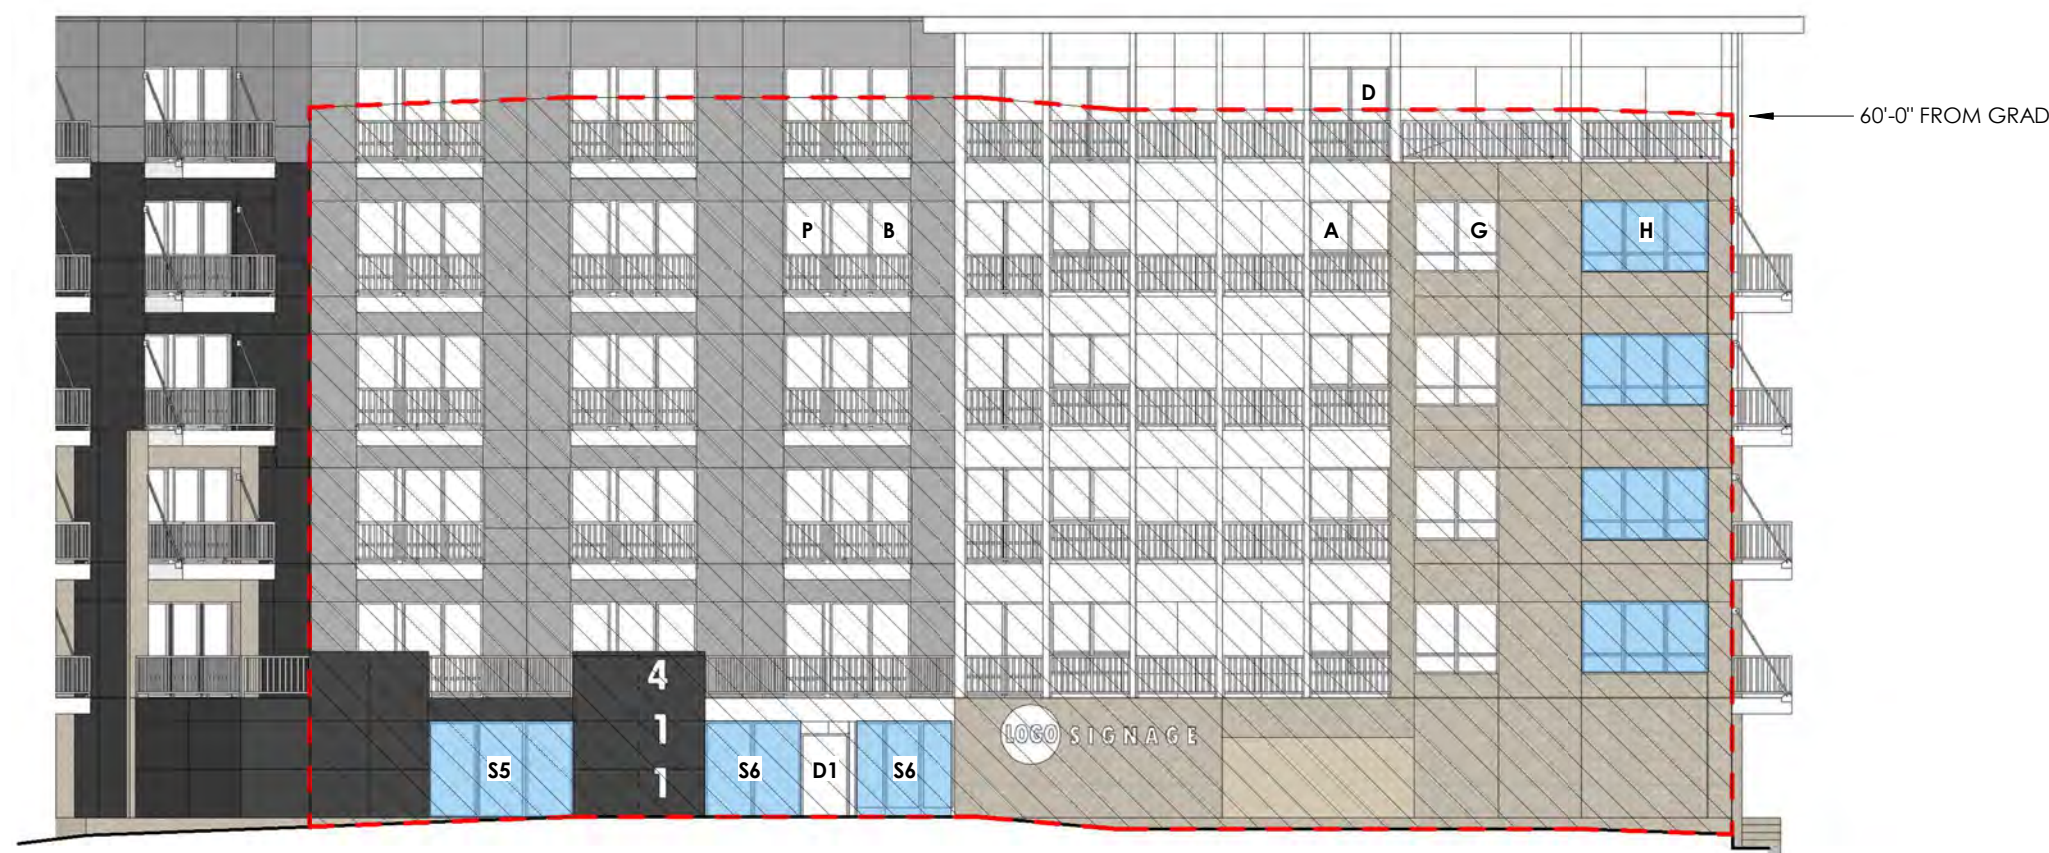 D
60'-0" FROM GRAD
P B A G H
4
1
1
LOGO SIGNAGE
S5 S6 D1 S6